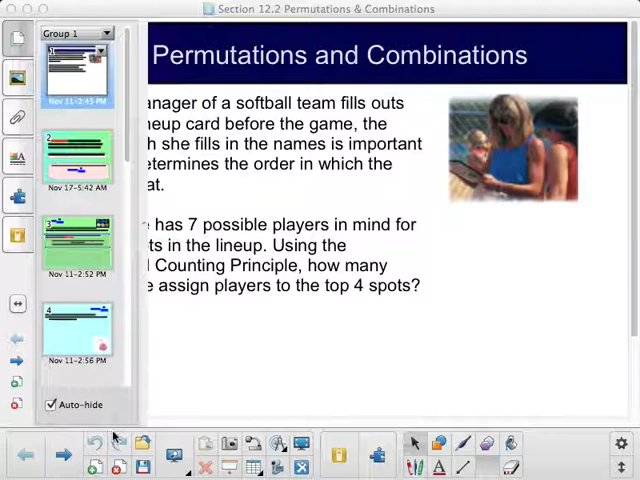 Section 12.2 Permutations & Combinations
Group 1
1
Nov 11-2:45 PM
2
Nov 17-5:42 AM
3
Nov 11-2:52 PM
4
Nov 11-2:56 PM
Auto-hide
Permutations and Combinations
anager of a softball team fills outs
neup card before the game, the
h she fills in the names is important
etermines the order in which the
at.
e has 7 possible players in mind for
ts in the lineup. Using the
l Counting Principle, how many
e assign players to the top 4 spots?